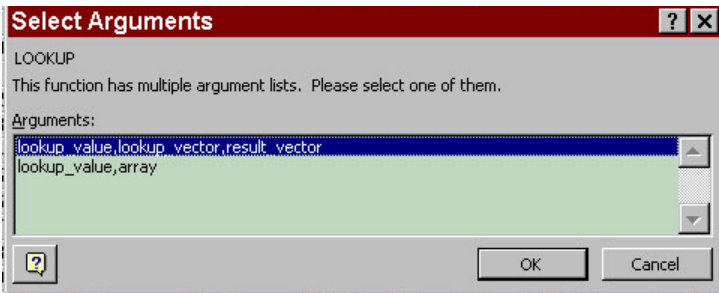 Select Arguments
LOOKUP
This function has multiple argument lists. Please select one of them.
Arguments:
lookup_value,lookup_vector,result_vector
lookup_value,array
OK Cancel